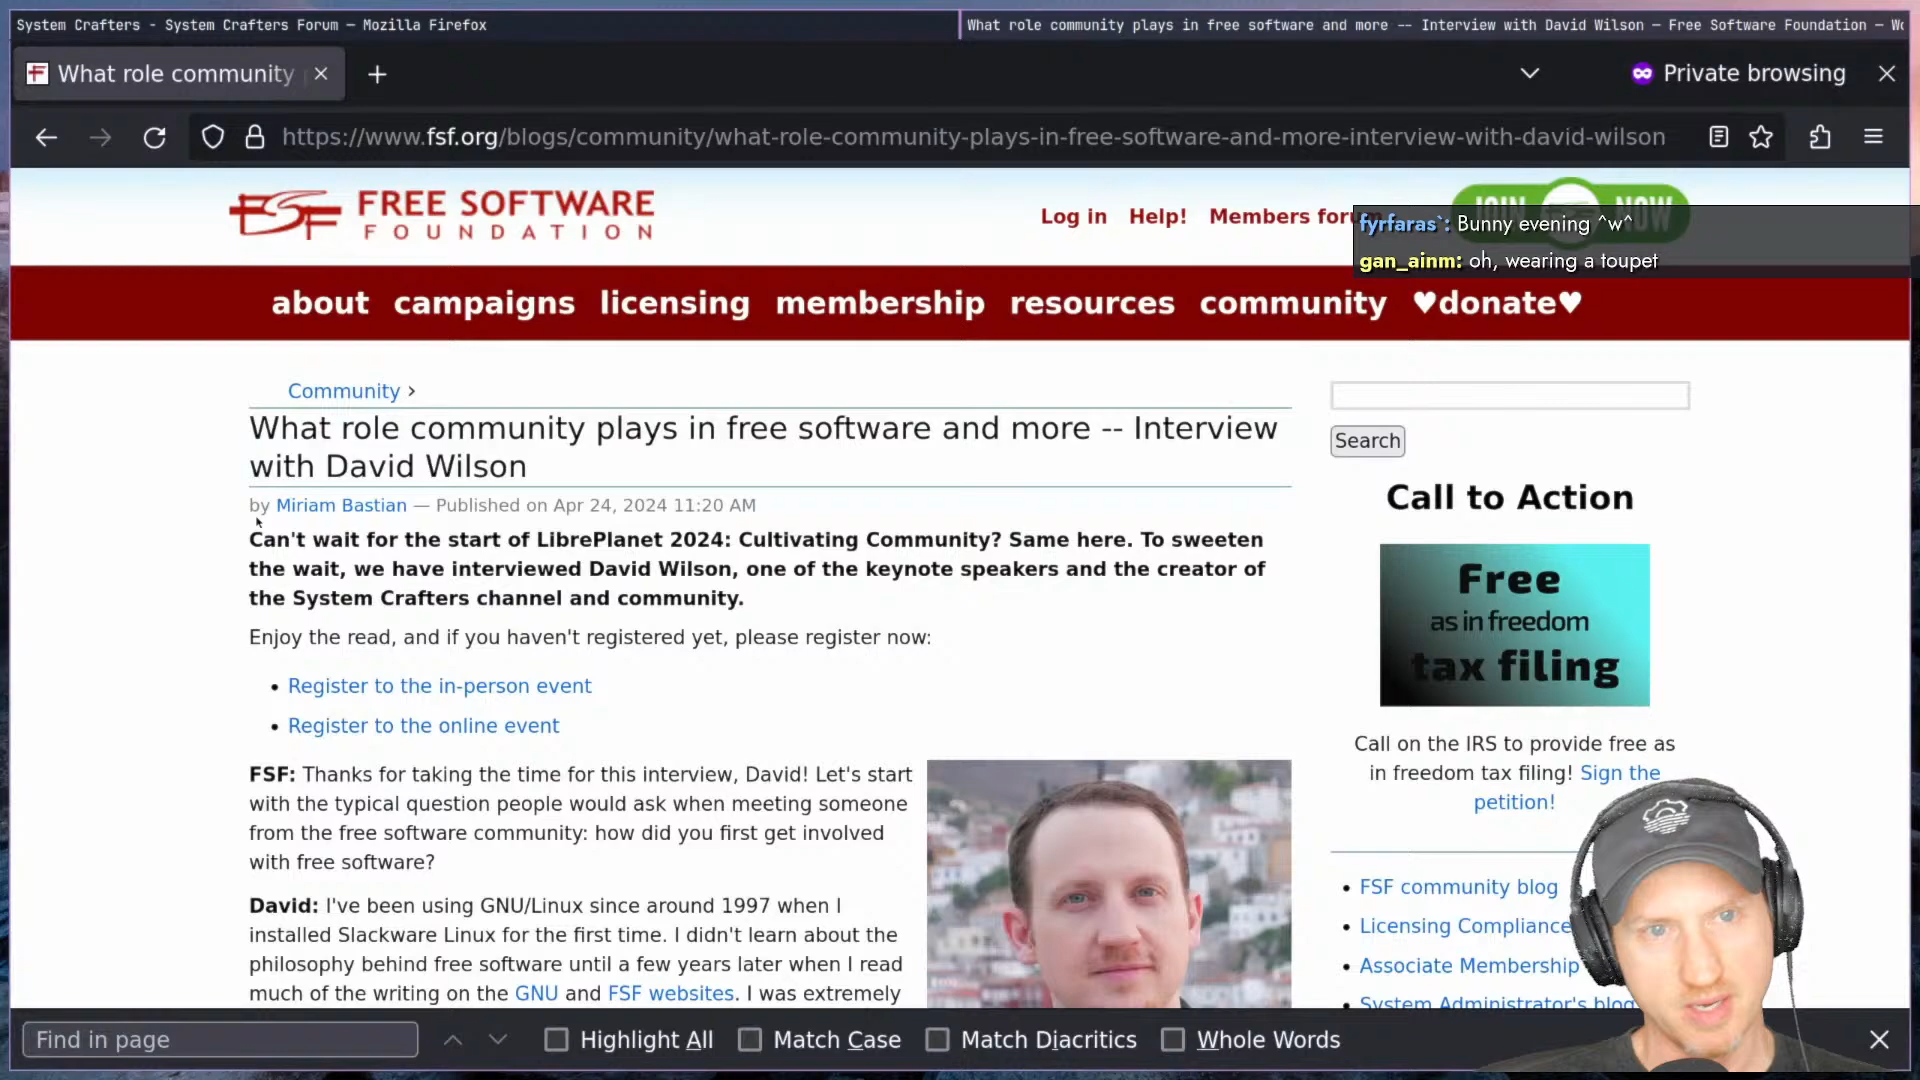 System Crafters - System Crafters Forum — Mozilla Firefox
What role community plays in free software and more -- Interview with David Wilson — Free Software Foundation —
What role community
Private browsing
https://www.fsf.org/blogs/community/what-role-community-plays-in-free-software-and-more-interview-with-david-wilson
FREE SOFTWARE
FOUNDATION
Log in Help! Members forum
JOIN NOW
fyrfaras`: Bunny evening ^w^
gan_ainm: oh, wearing a toupet
about campaigns licensing membership resources community ♥donate♥
Community ›
What role community plays in free software and more -- Interview
with David Wilson
by Miriam Bastian — Published on Apr 24, 2024 11:20 AM
Can't wait for the start of LibrePlanet 2024: Cultivating Community? Same here. To sweeten
the wait, we have interviewed David Wilson, one of the keynote speakers and the creator of
the System Crafters channel and community.
Enjoy the read, and if you haven't registered yet, please register now:
• Register to the in-person event
• Register to the online event
FSF: Thanks for taking the time for this interview, David! Let's start
with the typical question people would ask when meeting someone
from the free software community: how did you first get involved
with free software?
David: I've been using GNU/Linux since around 1997 when I
installed Slackware Linux for the first time. I didn't learn about the
philosophy behind free software until a few years later when I read
much of the writing on the GNU and FSF websites. I was extremely
Search
Call to Action
Free
as in freedom
tax filing
Call on the IRS to provide free as
in freedom tax filing! Sign the
petition!
• FSF community blog
• Licensing Compliance
• Associate Membership
• System Administrator's blog
Find in page
Highlight All
Match Case
Match Diacritics
Whole Words